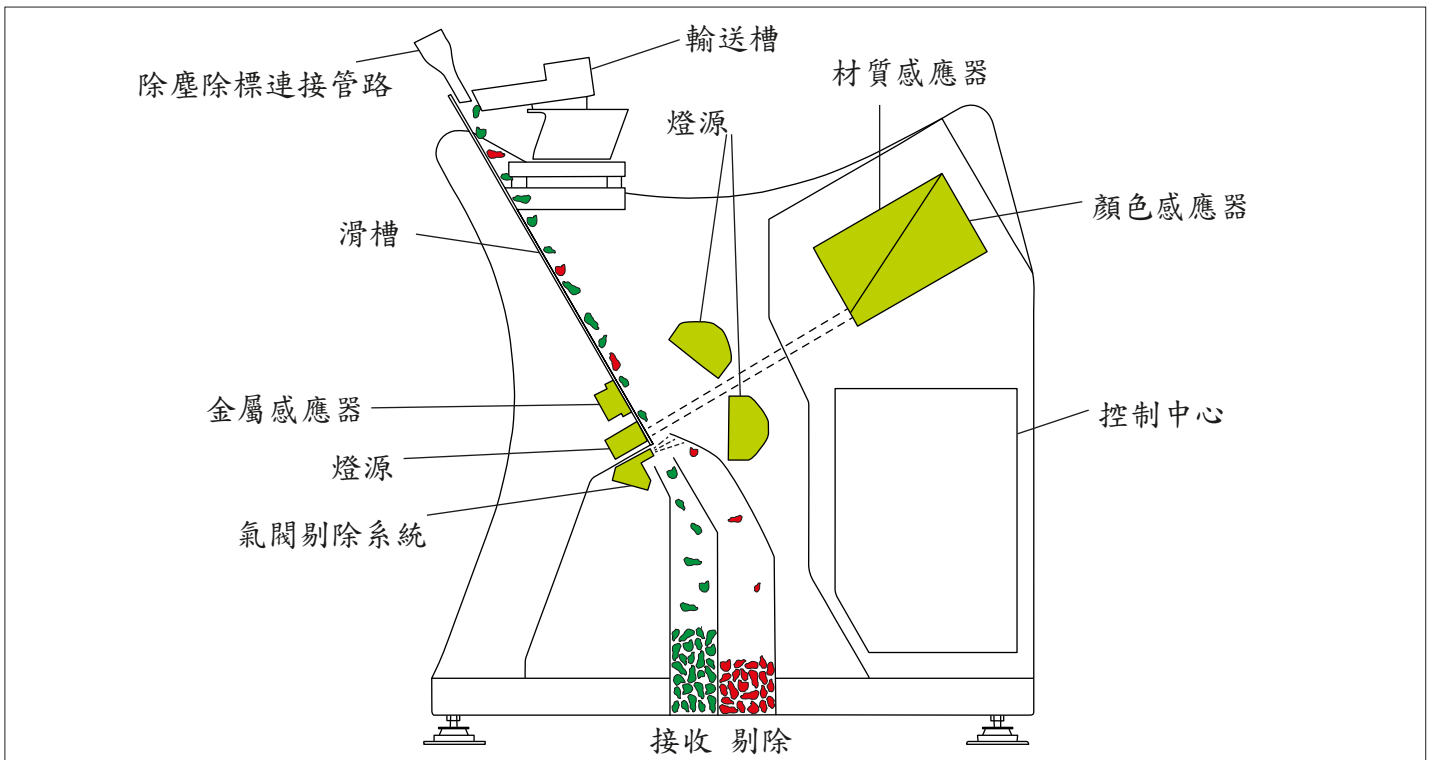 輸送槽
除塵除標連接管路
材質感應器
燈源
顏色感應器
滑槽
金屬感應器
控制中心
燈源
氣閥剔除系統
接收 剔除